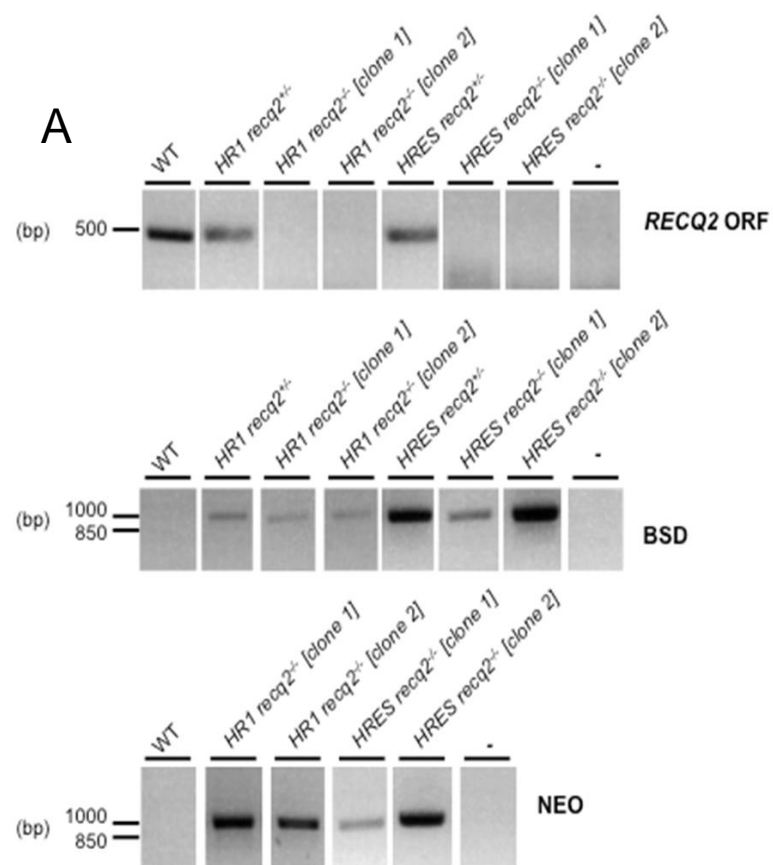 A
WT
HR1 recq2+/-
HR1 recq2-/- [clone 1]
HR1 recq2-/- [clone 2]
HRES recq2+/-
HRES recq2-/- [clone 1]
HRES recq2-/- [clone 2]
-
(bp)
500
RECQ2 ORF
WT
HR1 recq2+/-
HR1 recq2-/- [clone 1]
HR1 recq2-/- [clone 2]
HRES recq2+/-
HRES recq2-/- [clone 1]
HRES recq2-/- [clone 2]
-
(bp)
1000
850
BSD
WT
HR1 recq2-/- [clone 1]
HR1 recq2-/- [clone 2]
HRES recq2-/- [clone 1]
HRES recq2-/- [clone 2]
-
(bp)
1000
850
NEO